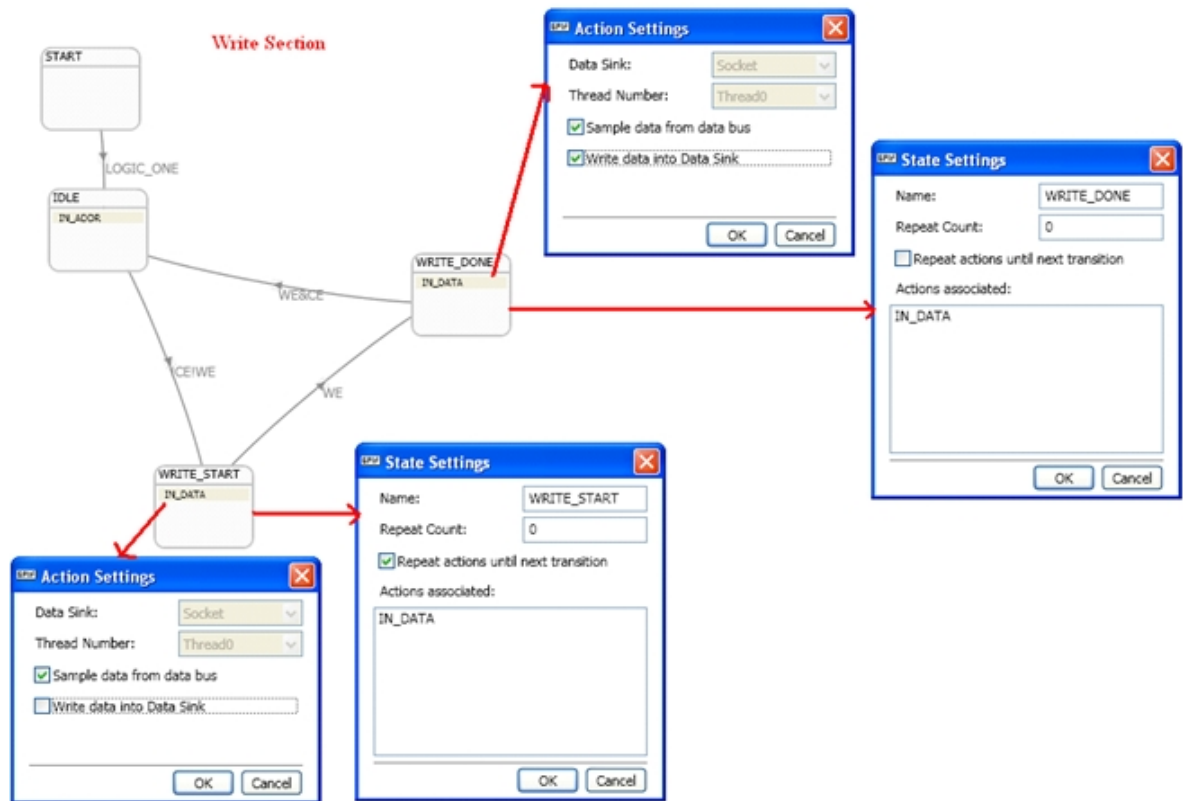 Write Section
START
LOGIC_ONE
IDLE
IN_ADDR
WE&CE
CE!WE
WE
WRITE_DONE
IN_DATA
WRITE_START
IN_DATA
Action Settings
Data Sink: Socket
Thread Number: Thread0
Sample data from data bus
Write data into Data Sink
OK Cancel
State Settings
Name: WRITE_DONE
Repeat Count: 0
Repeat actions until next transition
Actions associated:
IN_DATA
OK Cancel
State Settings
Name: WRITE_START
Repeat Count: 0
Repeat actions until next transition
Actions associated:
IN_DATA
OK Cancel
Action Settings
Data Sink: Socket
Thread Number: Thread0
Sample data from data bus
Write data into Data Sink
OK Cancel